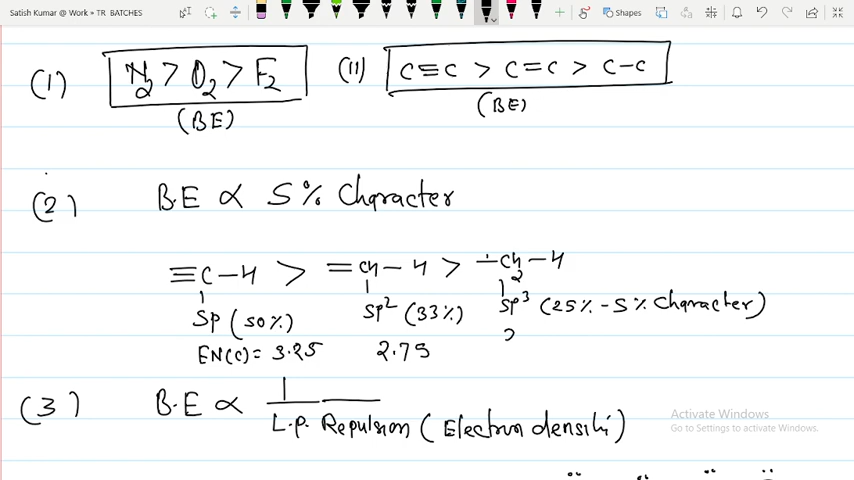 Satish Kumar @ Work » TR BATCHES
Shapes
(1) N2 > O2 > F2 (II) C≡C > C=C > C-C
(BE) (BE)
(2) B.E ∝ S% Character
≡C-H > =CH-H > -CH2-H
SP (50%) SP² (33%) SP³ (25% - S% Character)
EN(C) = 3.25 2.75 2
(3) B.E ∝ 1
L.P. Repulsion (Electron density)
Activate Windows
Go to Settings to activate Windows.